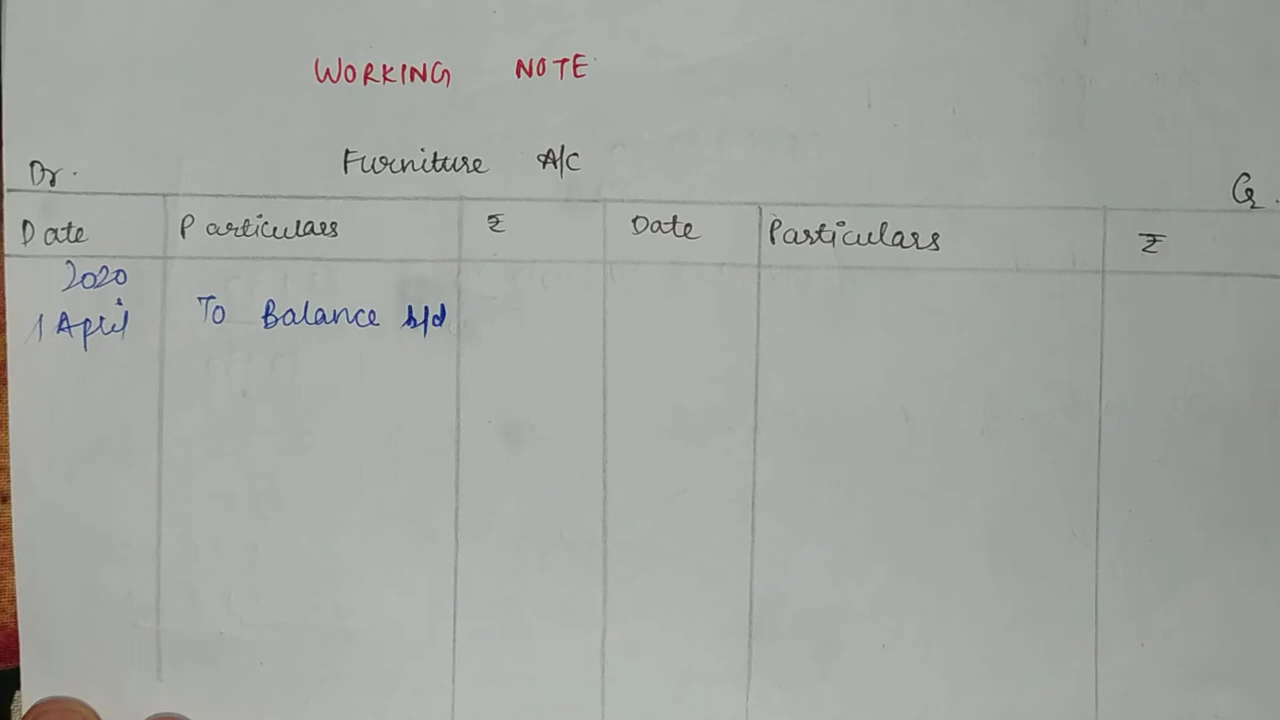 WORKING NOTE
Furniture A/C
Dr.
Cr.
Date Particulars ₹ Date Particulars ₹
2020
1 April To Balance b/d